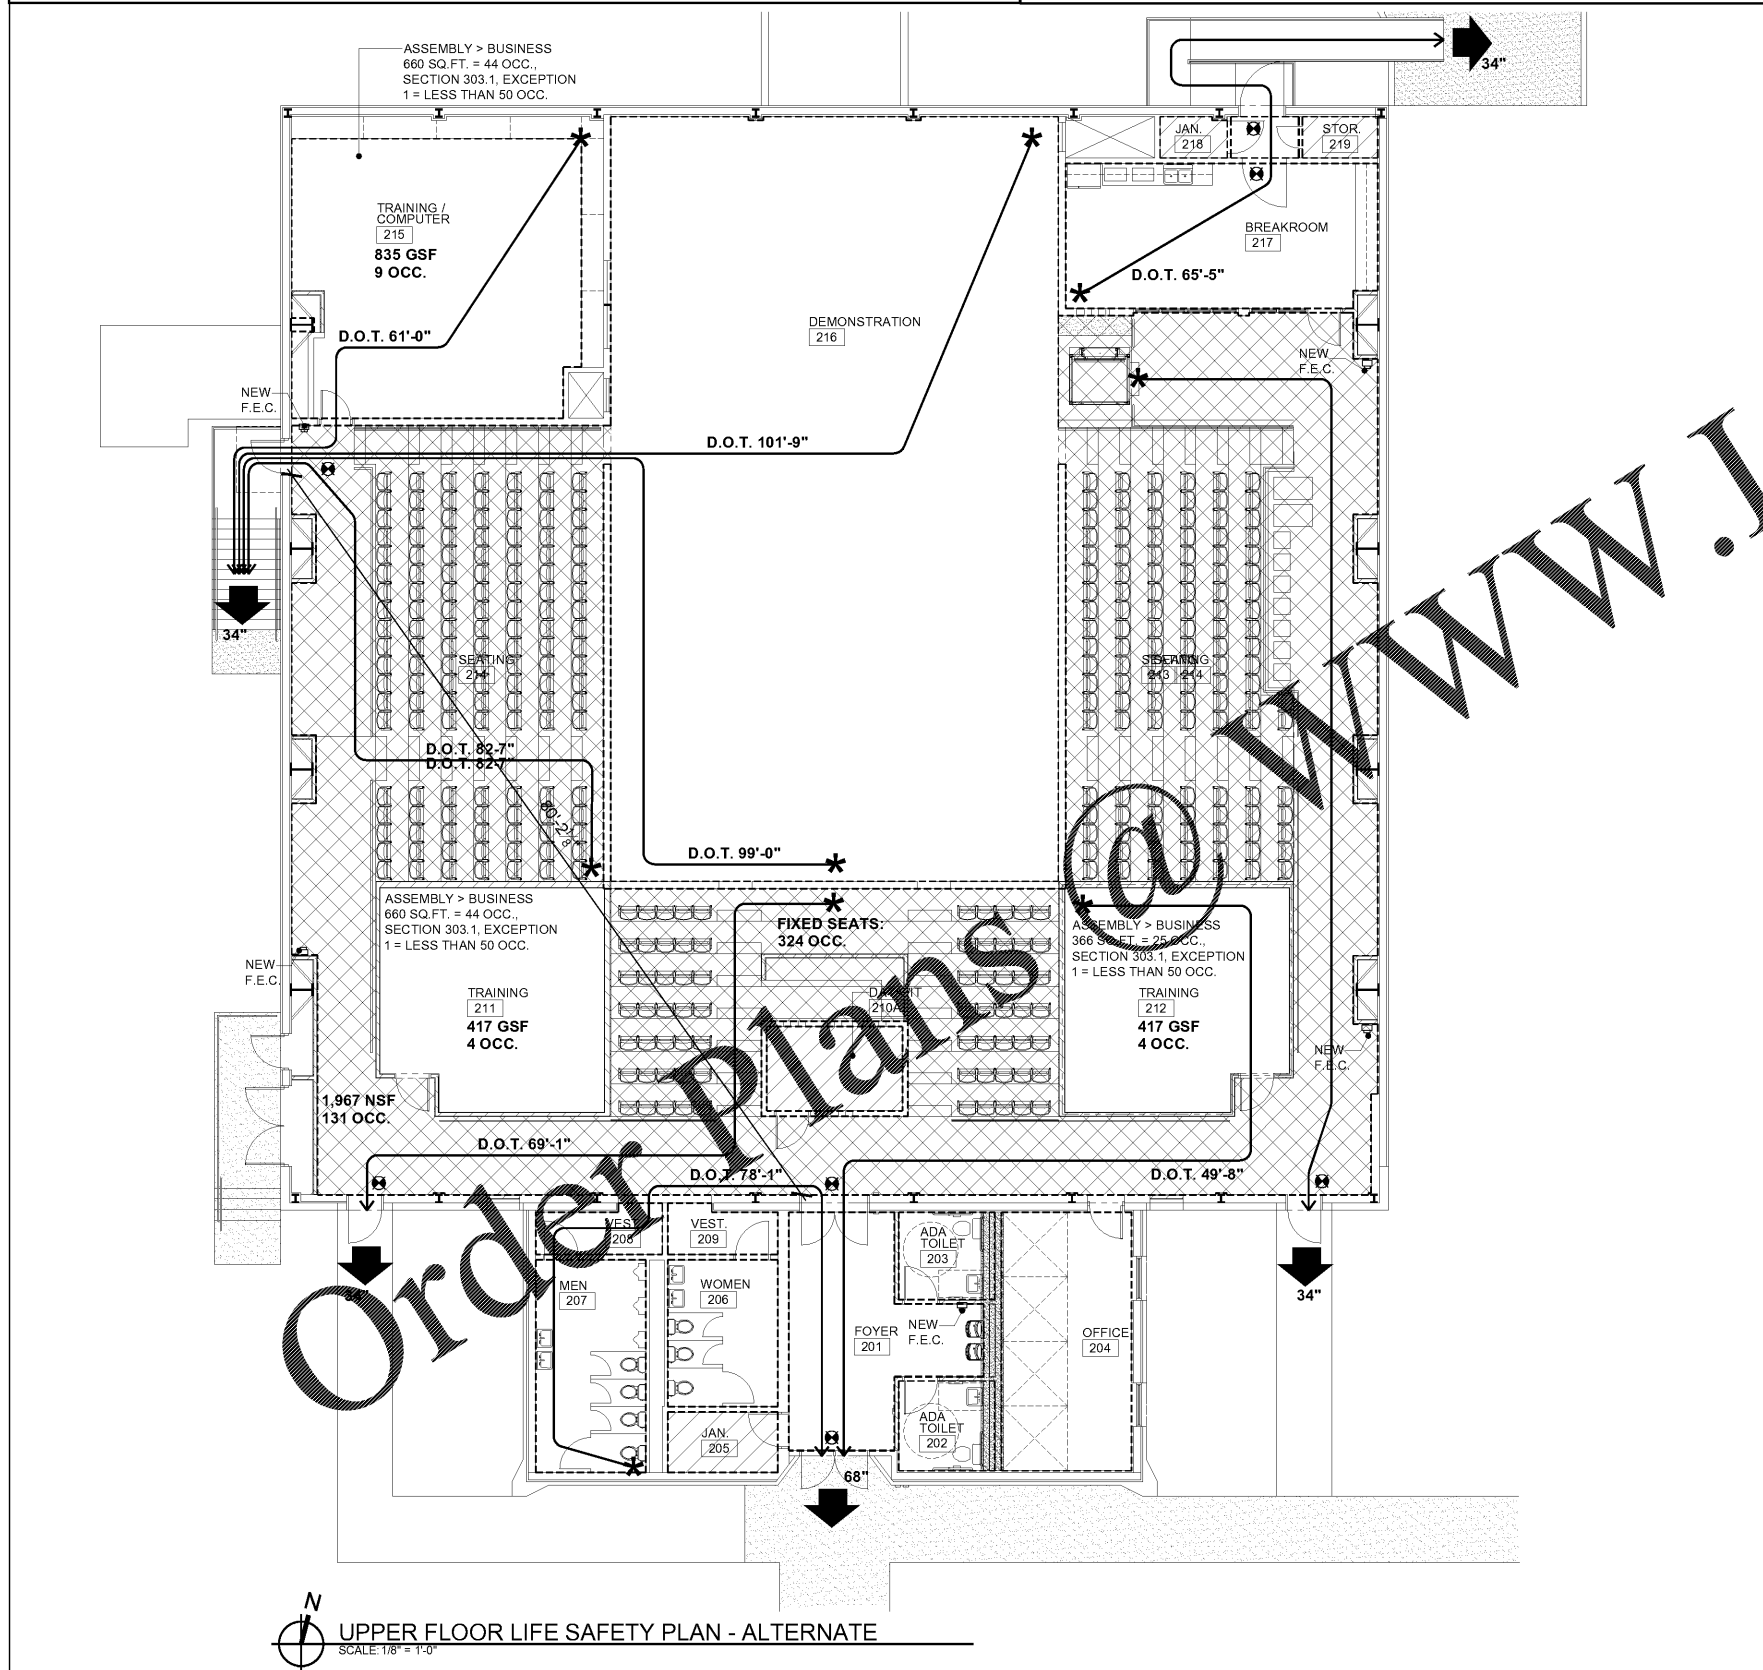 ASSEMBLY > BUSINESS
660 SQ.FT. = 44 OCC.,
SECTION 303.1, EXCEPTION
1 = LESS THAN 50 OCC.
34"
JAN.
218
STOR.
219
TRAINING /
COMPUTER
215
835 GSF
9 OCC.
BREAKROOM
217
D.O.T. 65'-5"
D.O.T. 61'-0"
DEMONSTRATION
216
NEW
F.E.C.
NEW
F.E.C.
D.O.T. 101'-9"
34"
SEATING
214
SEATING
213
214
D.O.T. 82'-7"
D.O.T. 82'-7"
D.O.T. 99'-0"
ASSEMBLY > BUSINESS
660 SQ.FT. = 44 OCC.,
SECTION 303.1, EXCEPTION
1 = LESS THAN 50 OCC.
FIXED SEATS:
324 OCC.
ASSEMBLY > BUSINESS
366 SQ.FT. = 25 OCC.,
SECTION 303.1, EXCEPTION
1 = LESS THAN 50 OCC.
NEW
F.E.C.
TRAINING
211
417 GSF
4 OCC.
210A
TRAINING
212
417 GSF
4 OCC.
NEW
F.E.C.
1,967 NSF
131 OCC.
D.O.T. 69'-1"
D.O.T. 78'-1"
D.O.T. 49'-8"
VEST.
208
VEST.
209
ADA
TOILET
203
34"
34"
MEN
207
WOMEN
206
FOYER
201
NEW
F.E.C.
OFFICE
204
JAN.
205
ADA
TOILET
202
68"
Order Plans @ www.J
N
UPPER FLOOR LIFE SAFETY PLAN - ALTERNATE
SCALE: 1/8" = 1'-0"